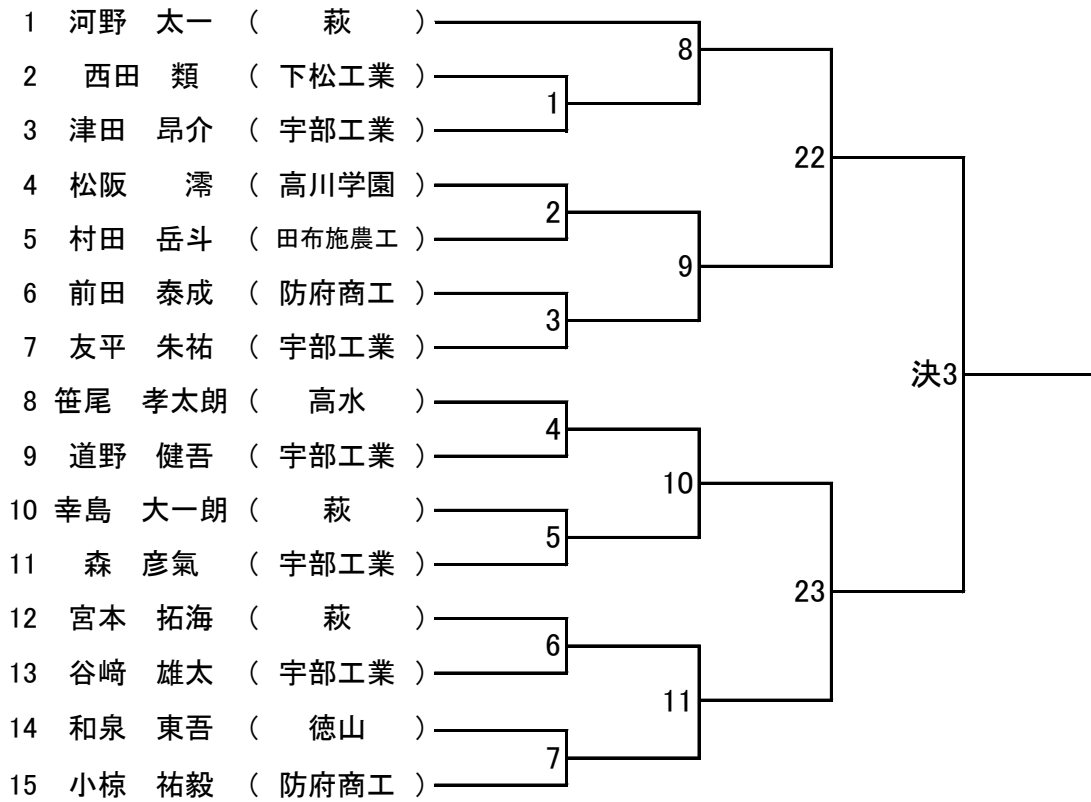 1 河野 太一 ( 萩 )
8
2 西田 類 ( 下松工業 )
1
3 津田 昂介 ( 宇部工業 )
22
4 松阪 澪 ( 高川学園 )
2
5 村田 岳斗 ( 田布施農工 )
9
6 前田 泰成 ( 防府商工 )
3
7 友平 朱祐 ( 宇部工業 )
決3
8 笹尾 孝太朗 ( 高水 )
4
9 道野 健吾 ( 宇部工業 )
10
10 幸島 大一朗 ( 萩 )
5
11 森 彦氣 ( 宇部工業 )
23
12 宮本 拓海 ( 萩 )
6
13 谷﨑 雄太 ( 宇部工業 )
11
14 和泉 東吾 ( 徳山 )
7
15 小椋 祐毅 ( 防府商工 )